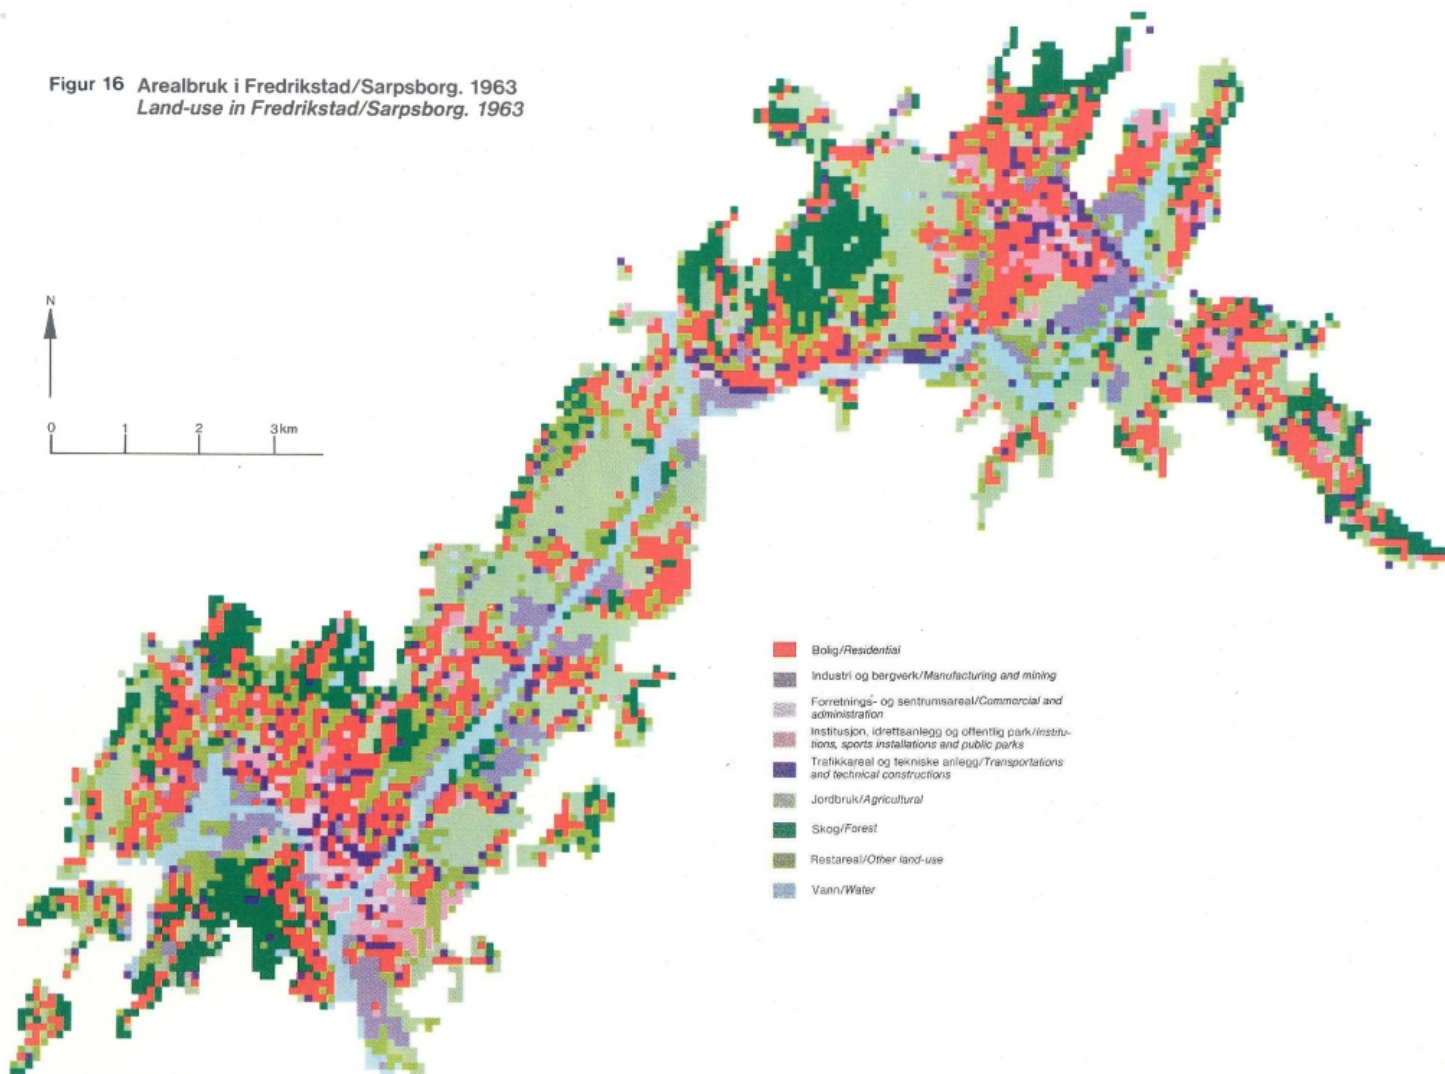 Figur 16 Arealbruk i Fredrikstad/Sarpsborg. 1963
Land-use in Fredrikstad/Sarpsborg. 1963
N
0 1 2 3km
Bolig/Residential
Industri og bergverk/Manufacturing and mining
Forretnings- og sentrumsareal/Commercial and
administration
Institusjon, idrettsanlegg og offentlig park/Institu-
tions, sports installations and public parks
Trafikkareal og tekniske anlegg/Transportations
and technical constructions
Jordbruk/Agricultural
Skog/Forest
Restareal/Other land-use
Vann/Water